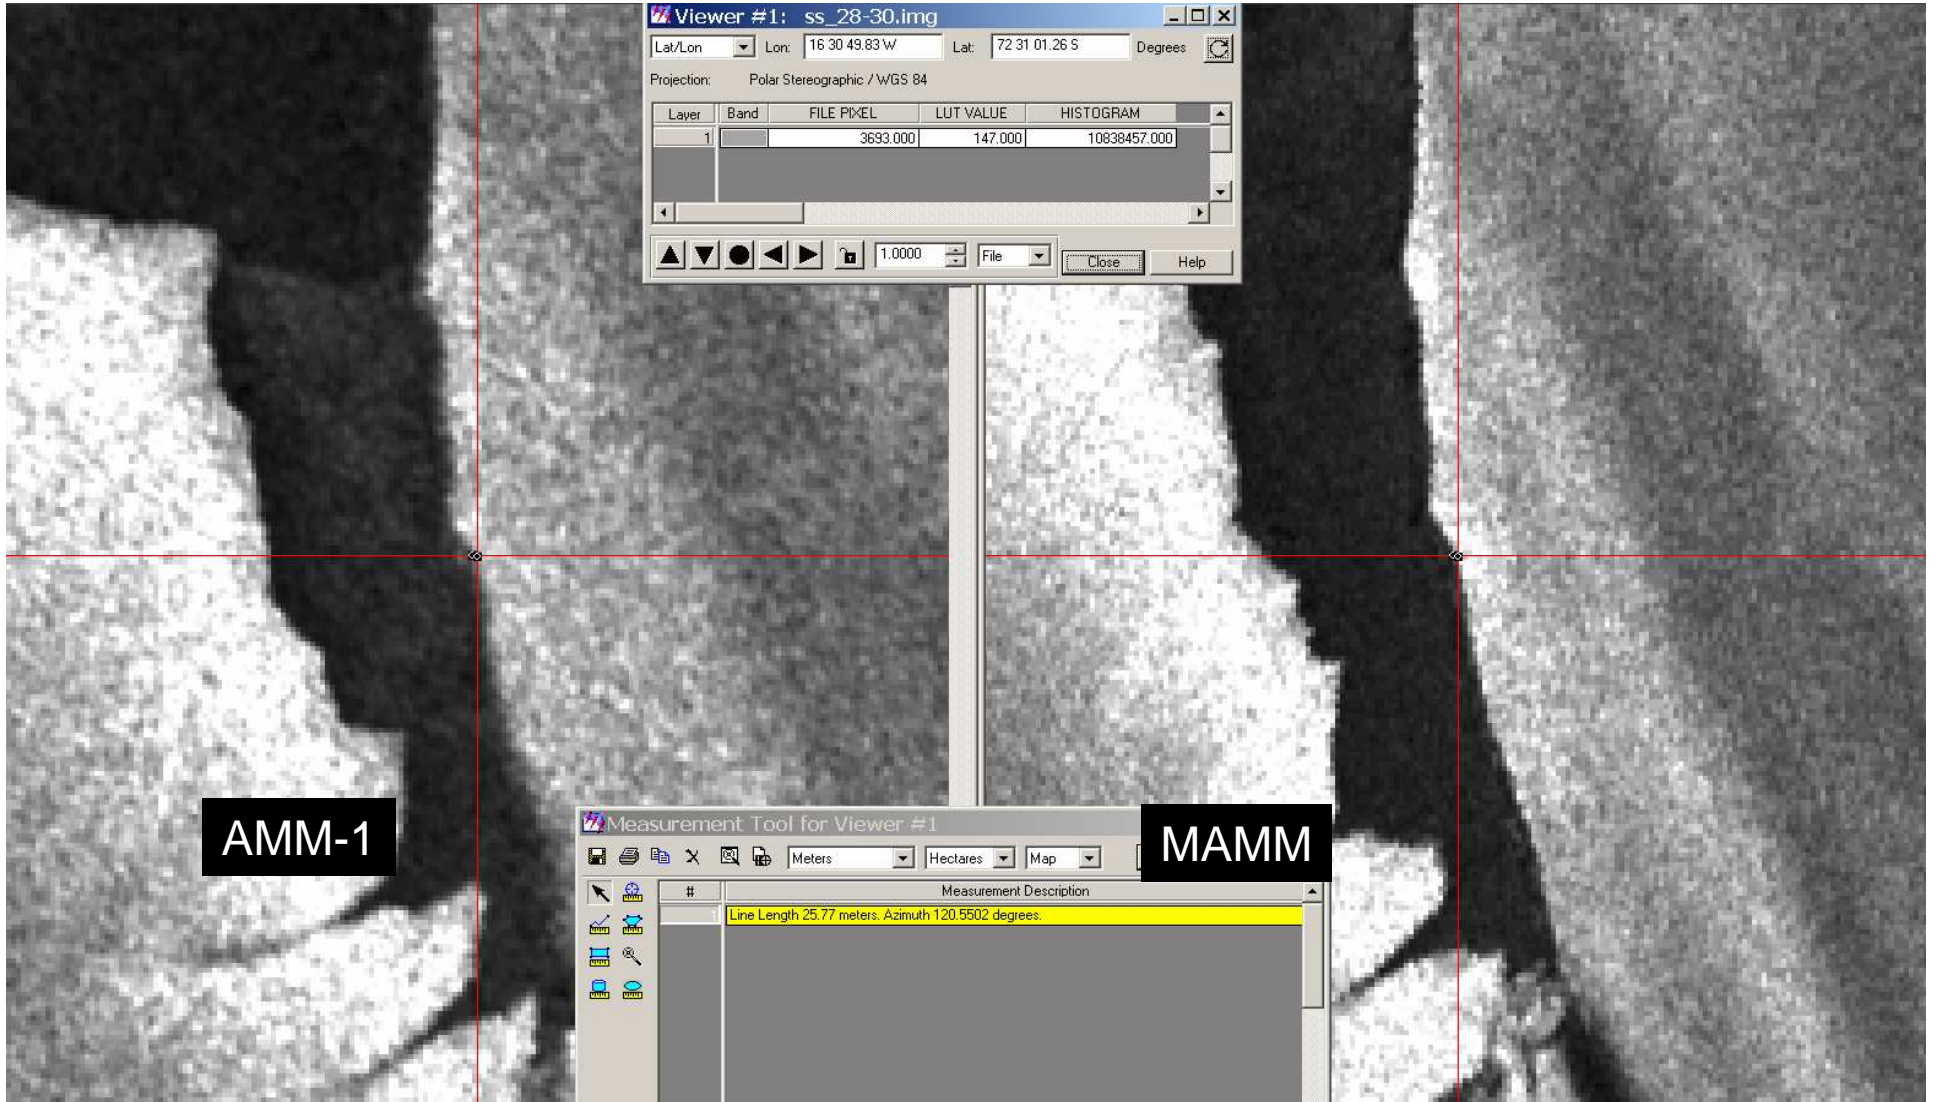 Viewer #1: ss_28-30.img
Lat/Lon Lon: 16 30 49.83 W Lat: 72 31 01.26 S Degrees
Projection: Polar Stereographic / WGS 84
Layer Band FILE PIXEL LUT VALUE HISTOGRAM
1 3693.000 147.000 10838457.000
1.0000 File Close Help
AMM-1
MAMM
Measurement Tool for Viewer #1
Meters Hectares Map
# Measurement Description
1 Line Length 25.77 meters. Azimuth 120.5502 degrees.